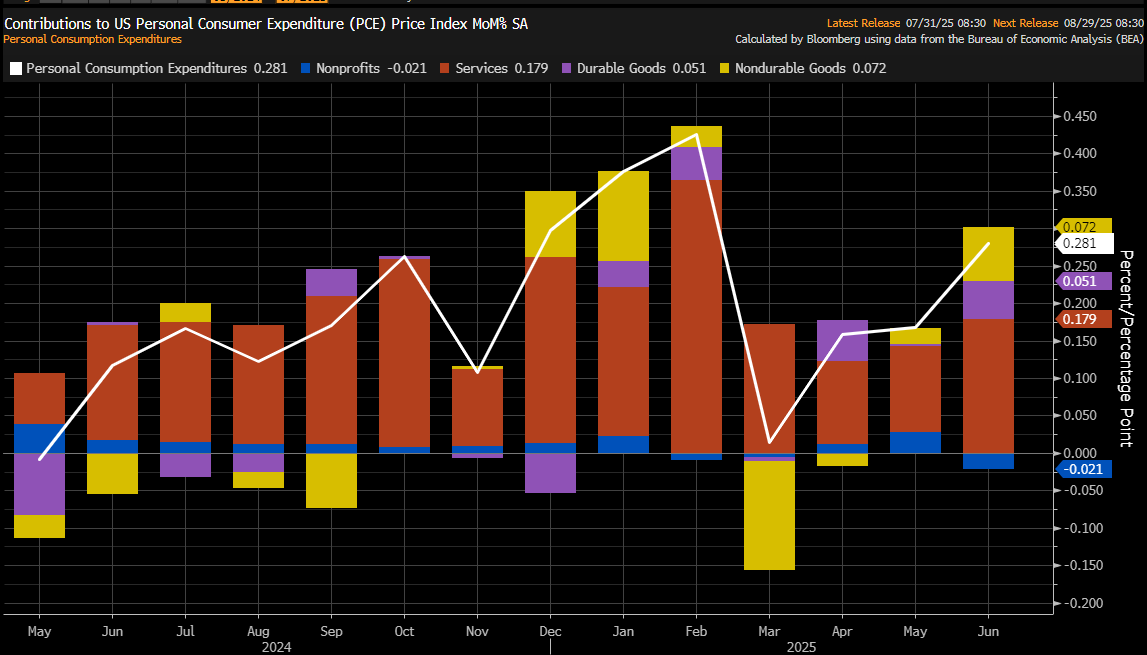 Contributions to US Personal Consumer Expenditure (PCE) Price Index MoM% SA
Latest Release 07/31/25 08:30 Next Release 08/29/25 08:30
Personal Consumption Expenditures
Calculated by Bloomberg using data from the Bureau of Economic Analysis (BEA)
Personal Consumption Expenditures 0.281 Nonprofits -0.021 Services 0.179 Durable Goods 0.051 Nondurable Goods 0.072
0.450
0.400
0.350
0.072
0.281
0.250
0.051
0.200
0.179
0.150
0.100
0.050
0.000
-0.021
-0.050
-0.100
-0.150
-0.200
Percent/Percentage Point
May Jun Jul Aug Sep Oct Nov Dec Jan Feb Mar Apr May Jun
2024 2025